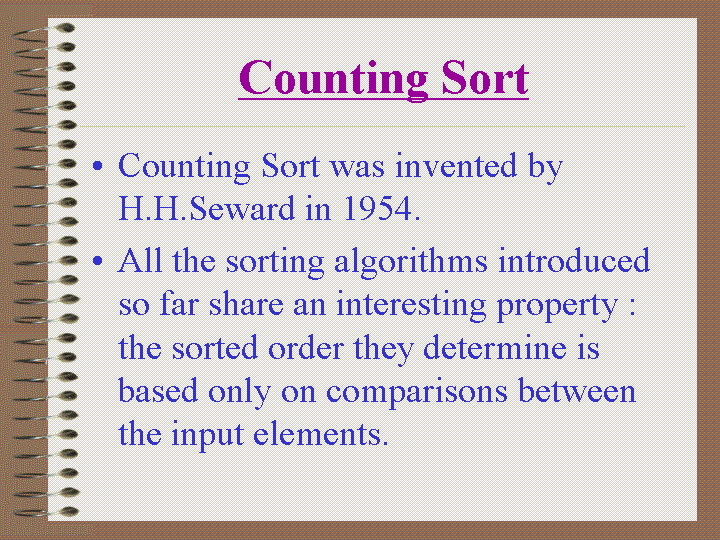 Counting Sort
• Counting Sort was invented by
H.H.Seward in 1954.
• All the sorting algorithms introduced
so far share an interesting property :
the sorted order they determine is
based only on comparisons between
the input elements.